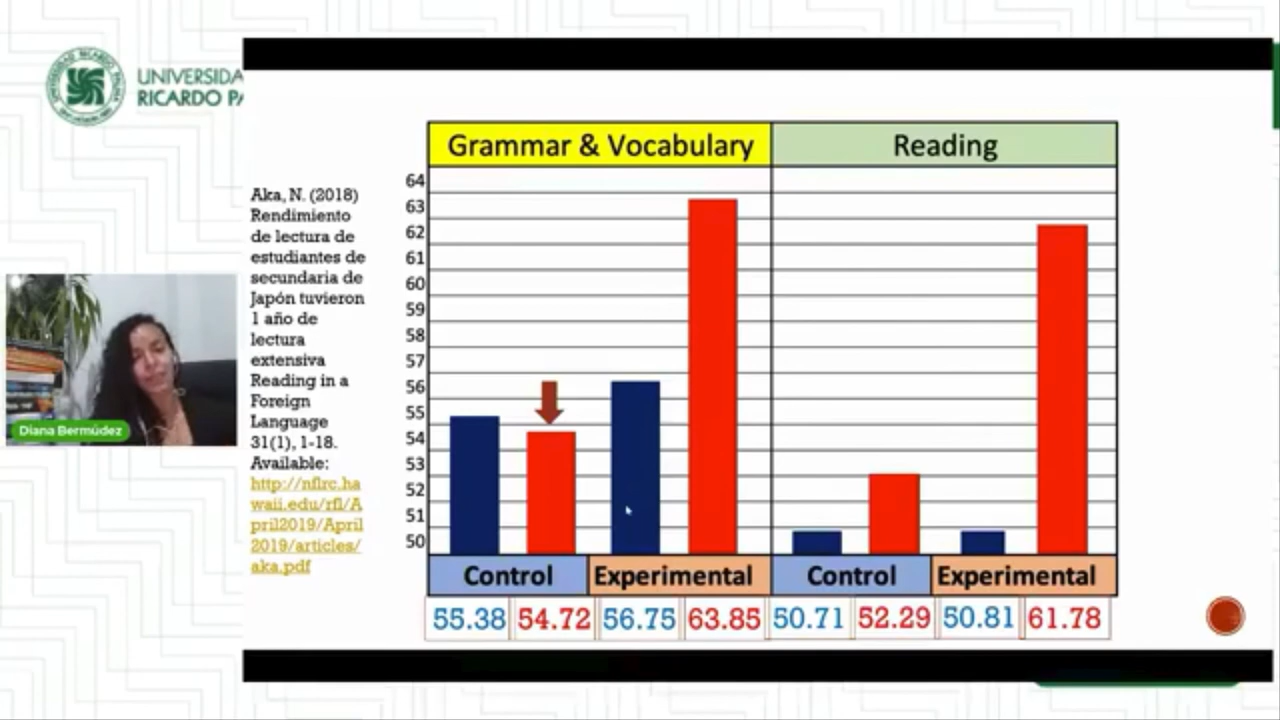 UNIVERSIDA
RICARDO PA
Grammar & Vocabulary
Reading
64
63
62
61
60
59
58
57
56
55
54
53
52
51
50
Aka, N. (2018)
Rendimiento
de lectura de
estudiantes de
secundaria de
Japón tuvieron
1 año de
lectura
extensiva
Reading in a
Foreign
Language
31(1), 1-18.
Available:
http://nflrc.ha
waii.edu/rfl/A
pril2019/April
2019/articles/
aka.pdf
Diana Bermúdez
Control
Experimental
Control
Experimental
55.38 54.72 56.75 63.85 50.71 52.29 50.81 61.78